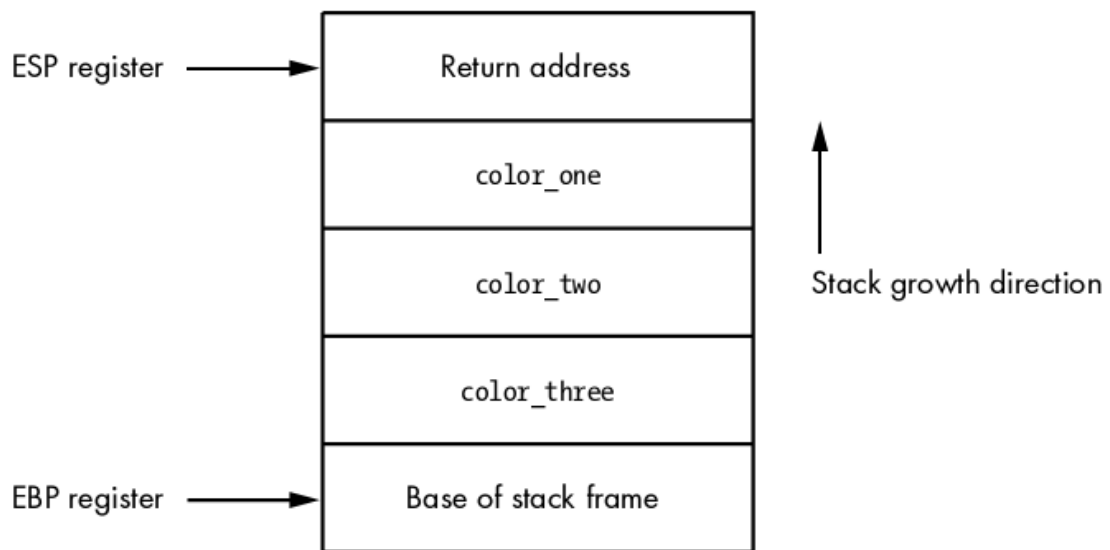 ESP register
Return address
color_one
color_two
Stack growth direction
color_three
EBP register
Base of stack frame